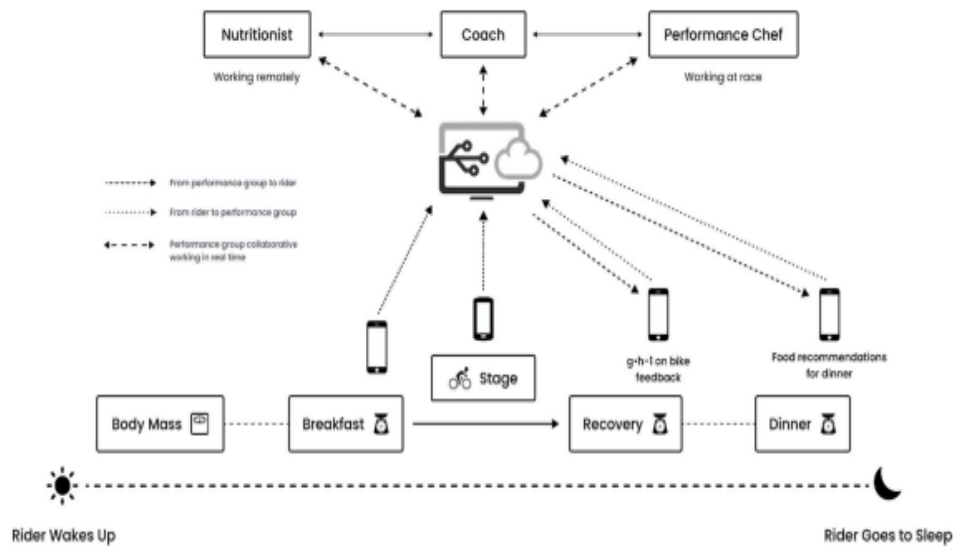 Nutritionist
Coach
Performance Chef
Working remately
Working at race
From performance group to rider
From rider to performance group
Performance group collaborative
working in real time
g•h-1 on bike
feedback
Food recommendations
for dinner
Stage
Body Mass
Breakfast
Recovery
Dinner
Rider Wakes Up
Rider Goes to Sleep